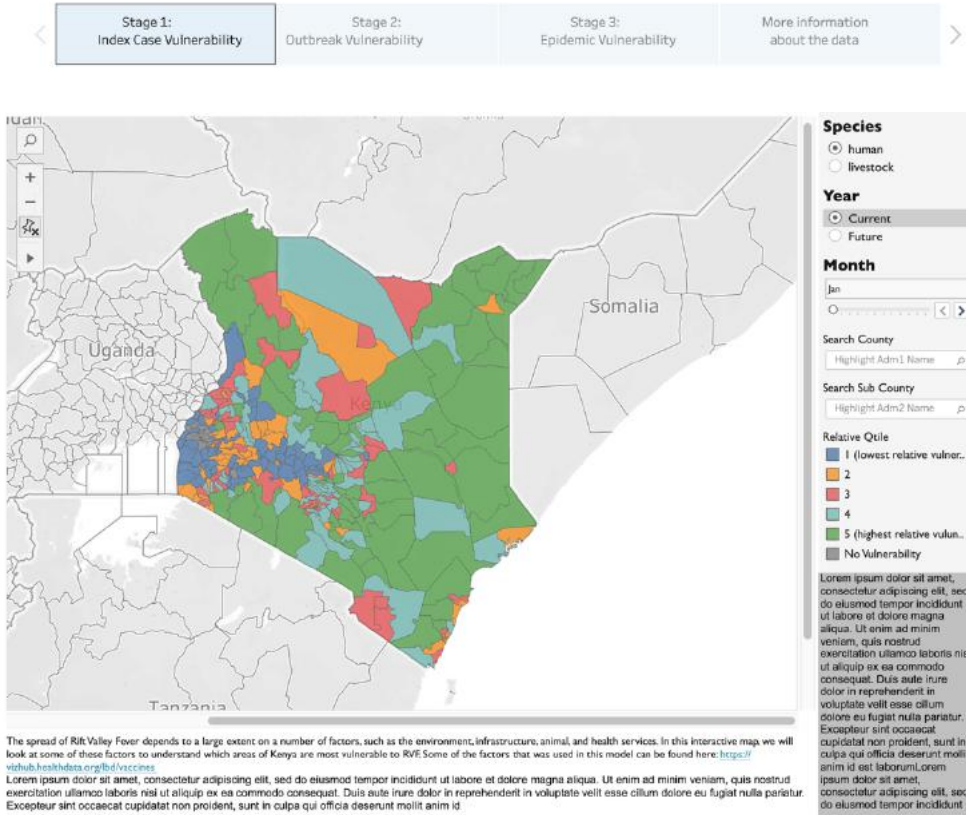 Stage 1:
Index Case Vulnerability
Stage 2:
Outbreak Vulnerability
Stage 3:
Epidemic Vulnerability
More information
about the data
Uganda
Kenya
Somalia
Tanzania
Species
human
livestock
Year
Current
Future
Month
Jan
Search County
Highlight Adm1 Name
Search Sub County
Highlight Adm2 Name
Relative Qtile
1 (lowest relative vulner..
2
3
4
5 (highest relative vulun..
No Vulnerability
Lorem ipsum dolor sit amet,
consectetur adipiscing elit, sed
do eiusmod tempor incididunt
ut labore et dolore magna
aliqua. Ut enim ad minim
veniam, quis nostrud
exercitation ullamco laboris nis
ut aliquip ex ea commodo
consequat. Duis aute irure
dolor in reprehenderit in
voluptate velit esse cillum
dolore eu fugiat nulla pariatur.
Excepteur sint occaecat
cupidatat non proident, sunt in
culpa qui officia deserunt molli
anim id est laborumLorem
ipsum dolor sit amet,
consectetur adipiscing elit, sed
do eiusmod tempor incididunt
The spread of Rift Valley Fever depends to a large extent on a number of factors, such as the environment, infrastructure, animal, and health services. In this interactive map, we will
look at some of these factors to understand which areas of Kenya are most vulnerable to RVF. Some of the factors that was used in this model can be found here: https://
vizhub.healthdata.org/lbd/vaccines
Lorem ipsum dolor sit amet, consectetur adipiscing elit, sed do eiusmod tempor incididunt ut labore et dolore magna aliqua. Ut enim ad minim veniam, quis nostrud
exercitation ullamco laboris nisi ut aliquip ex ea commodo consequat. Duis aute irure dolor in reprehenderit in voluptate velit esse cillum dolore eu fugiat nulla pariatur.
Excepteur sint occaecat cupidatat non proident, sunt in culpa qui officia deserunt mollit anim id